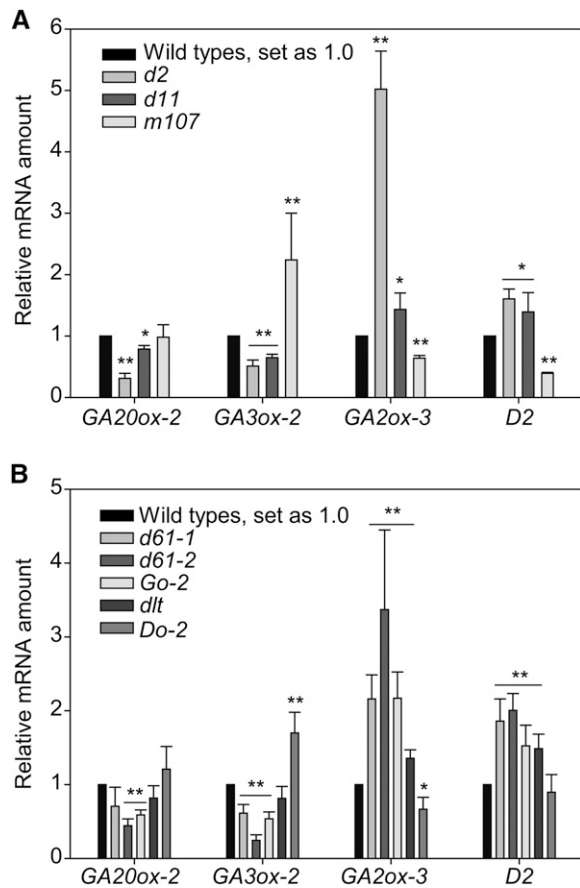 A
Relative mRNA amount
6
5
4
3
2
1
0
Wild types, set as 1.0
d2
d11
m107
** * ** ** * ** * **
GA20ox-2 GA3ox-2 GA2ox-3 D2
B
Relative mRNA amount
5
4
3
2
1
0
Wild types, set as 1.0
d61-1
d61-2
Go-2
dlt
Do-2
** ** ** ** * **
GA20ox-2 GA3ox-2 GA2ox-3 D2